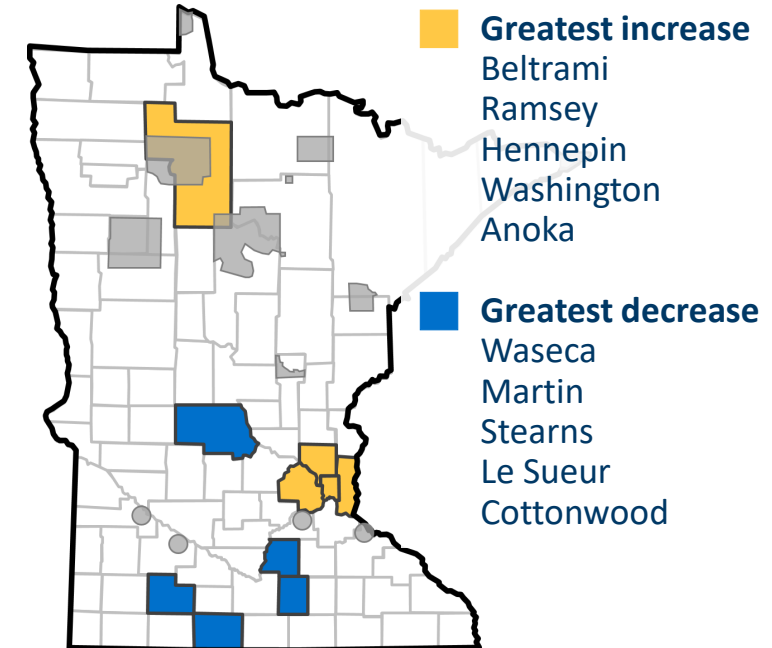 Greatest increase
Beltrami
Ramsey
Hennepin
Washington
Anoka
Greatest decrease
Waseca
Martin
Stearns
Le Sueur
Cottonwood